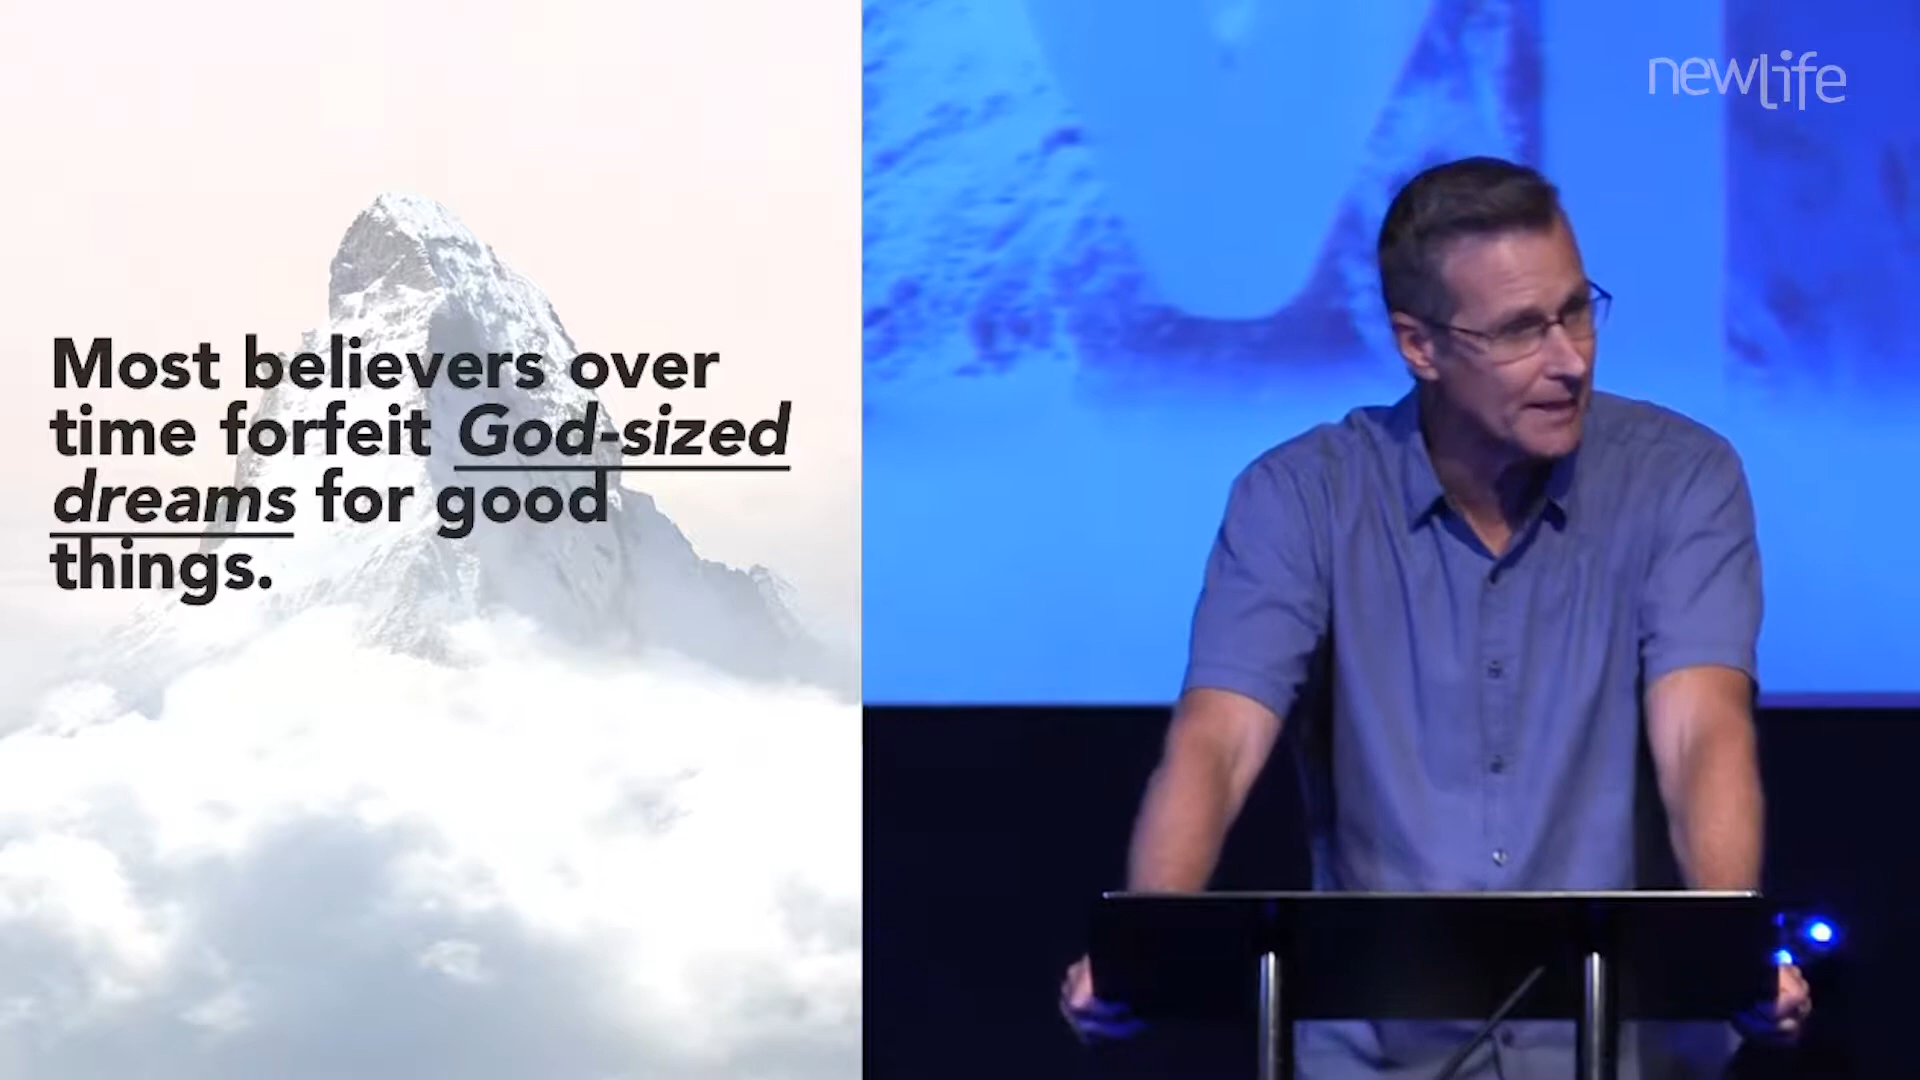 newlife
Most believers over
time forfeit God-sized
dreams for good
things.